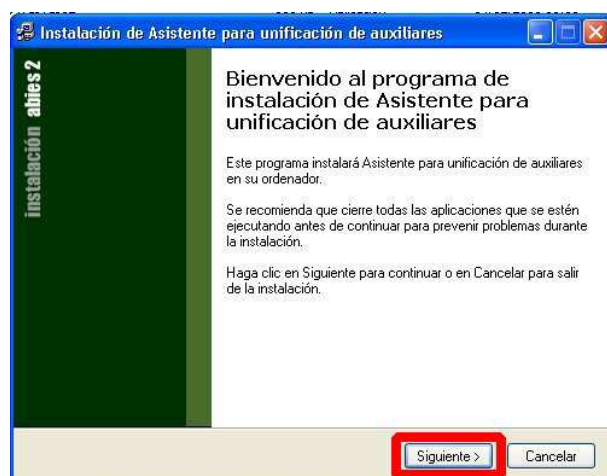 Instalación de Asistente para unificación de auxiliares
instalación abies 2
Bienvenido al programa de
instalación de Asistente para
unificación de auxiliares
Este programa instalará Asistente para unificación de auxiliares
en su ordenador.
Se recomienda que cierre todas las aplicaciones que se estén
ejecutando antes de continuar para prevenir problemas durante
la instalación.
Haga clic en Siguiente para continuar o en Cancelar para salir
de la instalación.
Siguiente >
Cancelar